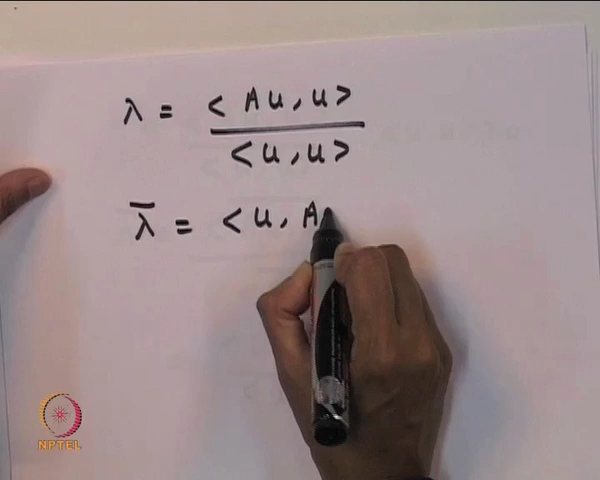 λ = < Au, u >
< u, u >
λ̄ = < u, A
NPTEL